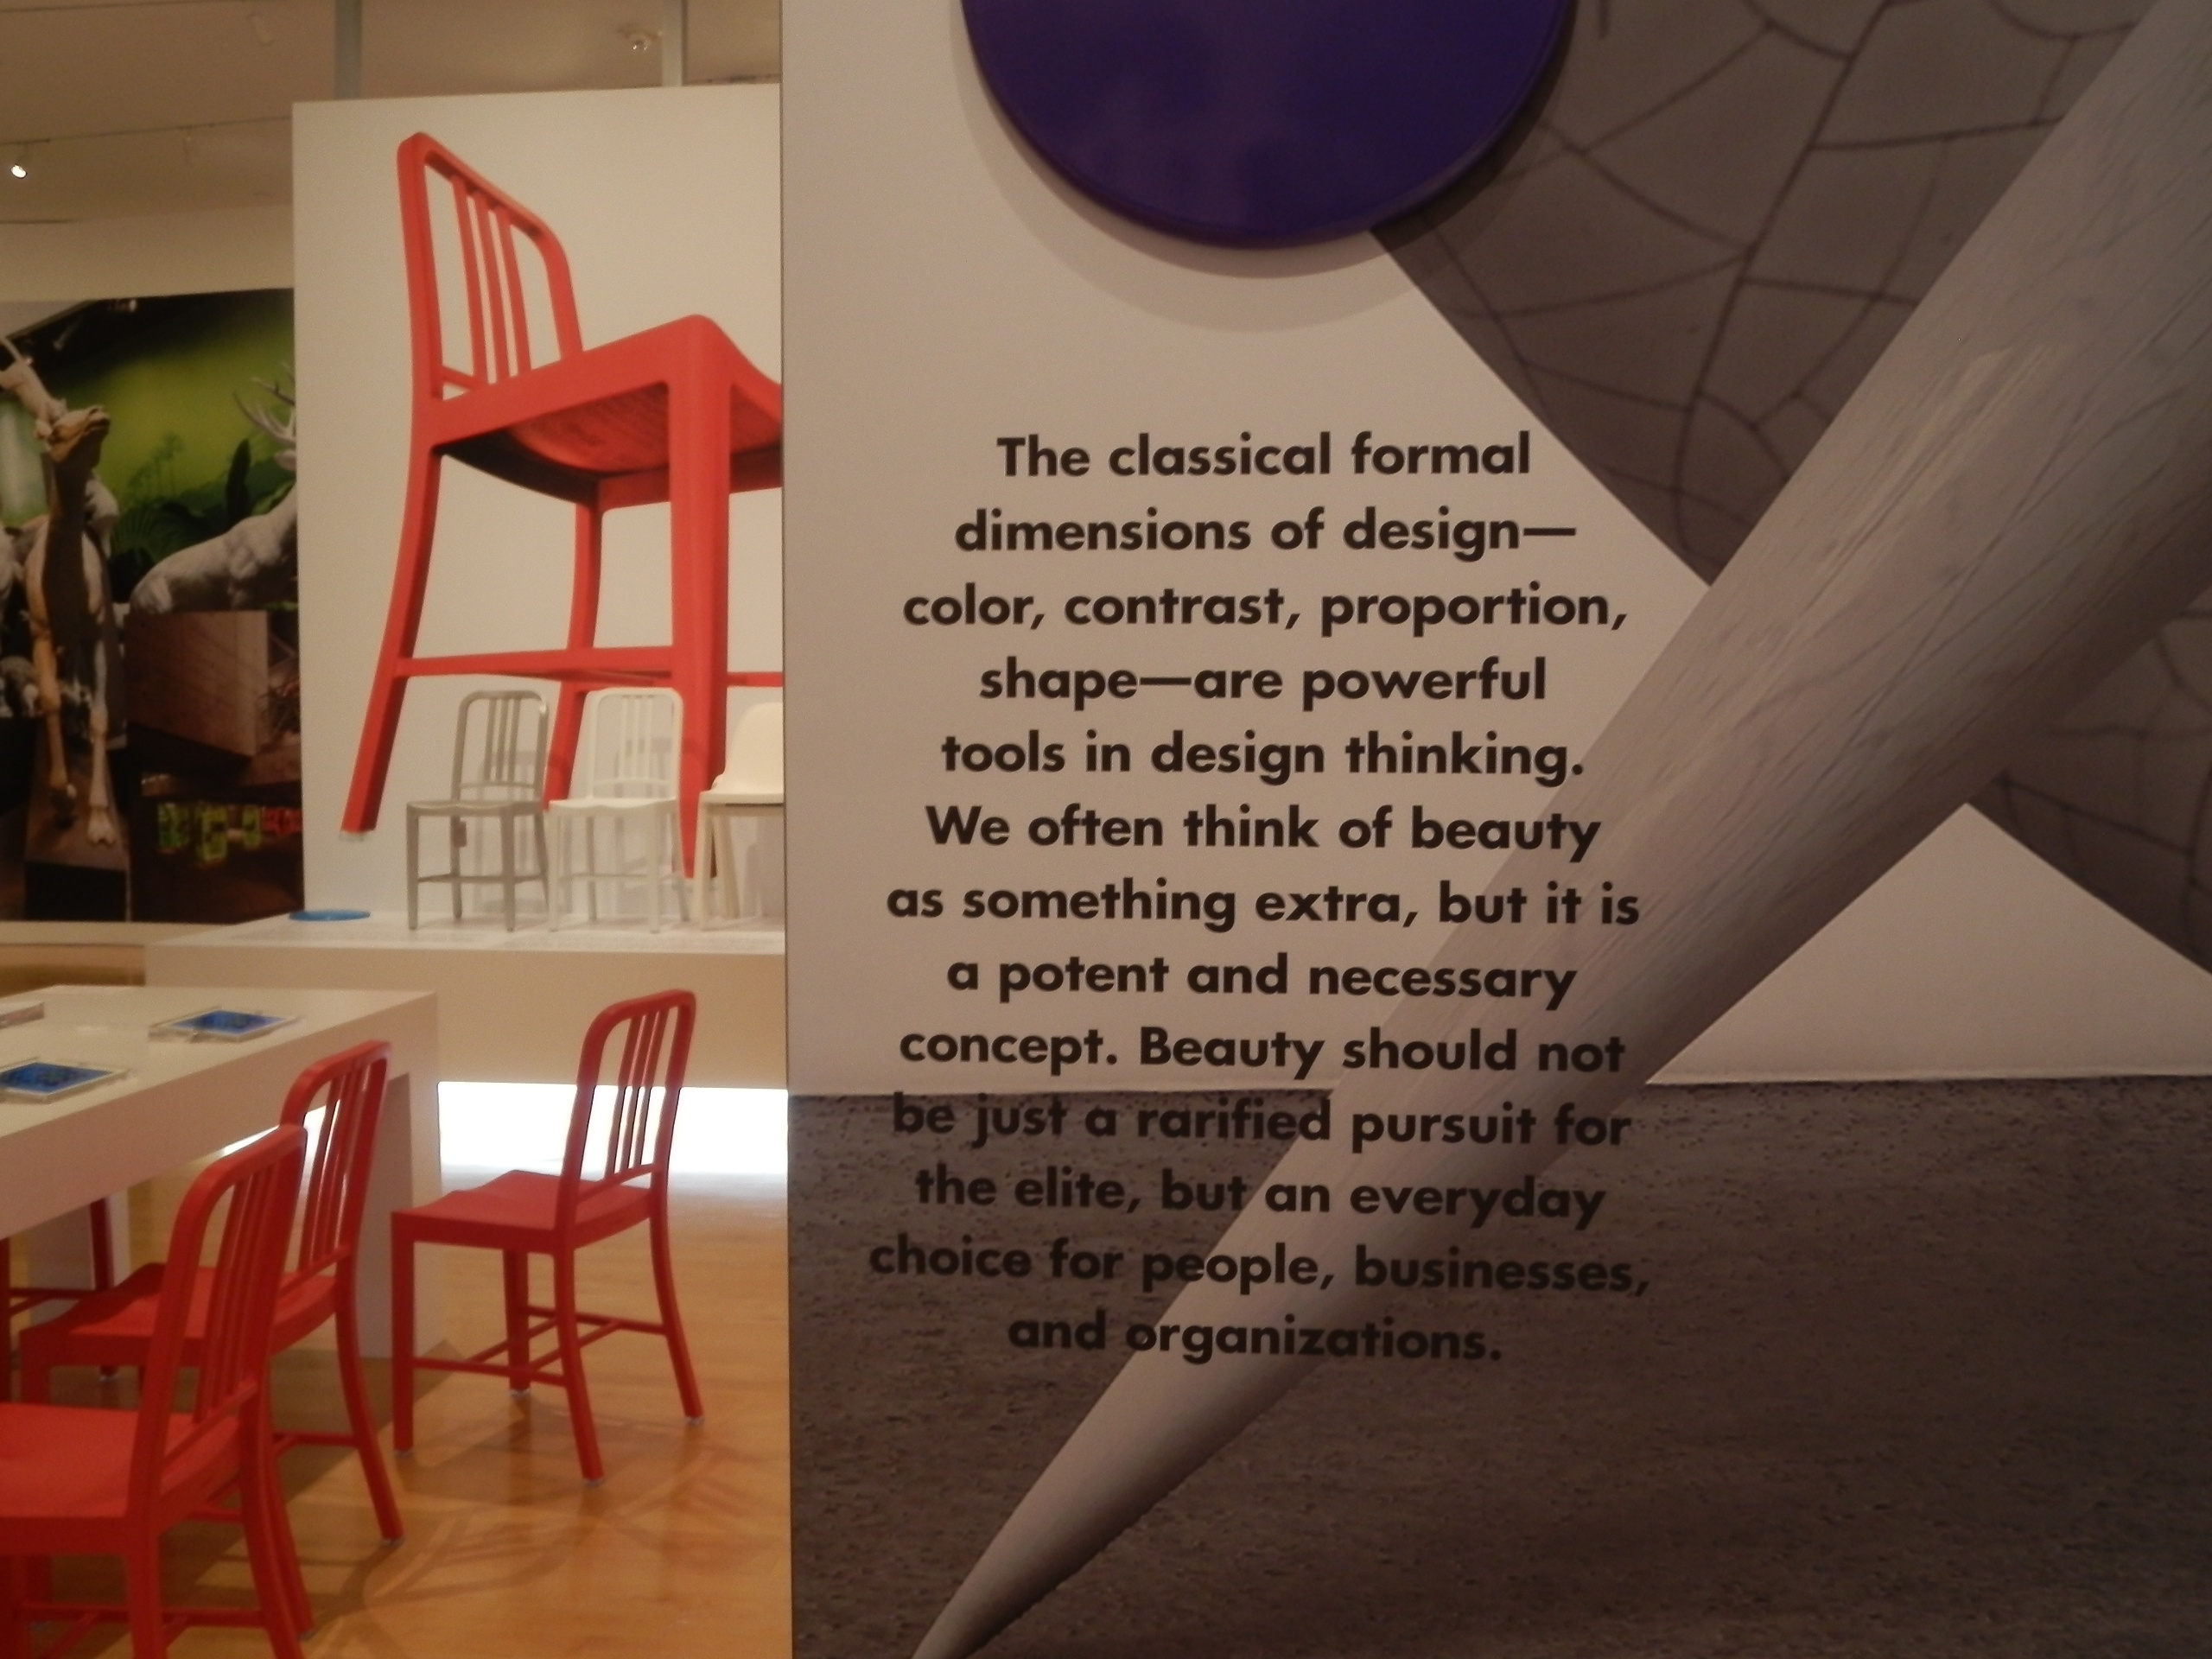 The classical formal
dimensions of design—
color, contrast, proportion,
shape—are powerful
tools in design thinking.
We often think of beauty
as something extra, but it is
a potent and necessary
concept. Beauty should not
be just a rarified pursuit for
the elite, but an everyday
choice for people, businesses,
and organizations.